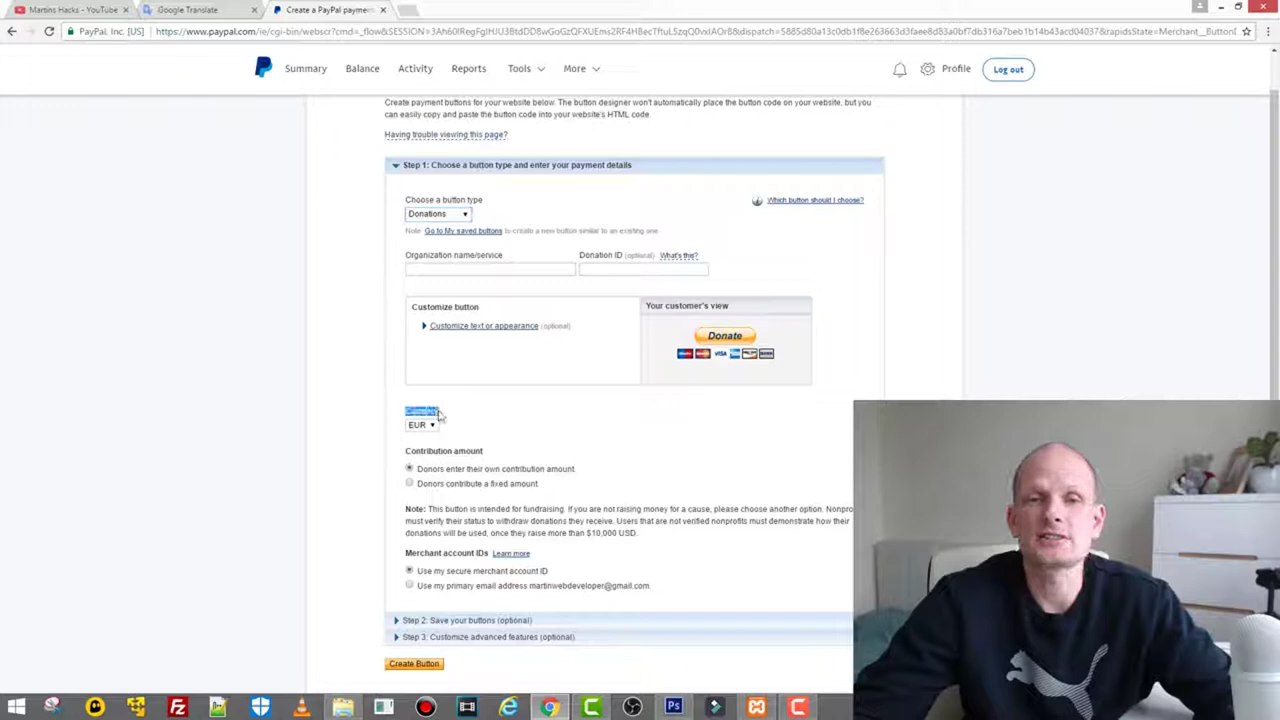 Martins Hacks - YouTube
Google Translate
Create a PayPal payment
PayPal, Inc. [US]
Summary
Balance
Activity
Reports
Tools
More
Profile
Log out
Create payment buttons for your website below. The button designer won't automatically place the button code on your website, but you
can easily copy and paste the button code into your website's HTML code.
Having trouble viewing this page?
Step 1: Choose a button type and enter your payment details
Choose a button type
Which button should I choose?
Donations
Note: Go to My saved buttons to create a new button similar to an existing one.
Organization name/service
Donation ID (optional) What's this?
Customize button
Your customer's view
Customize text or appearance (optional)
Donate
VISA
Currency
EUR
Contribution amount
Donors enter their own contribution amount.
Donors contribute a fixed amount.
Note: This button is intended for fundraising. If you are not raising money for a cause, please choose another option. Nonpro
must verify their status to withdraw donations they receive. Users that are not verified nonprofits must demonstrate how their
donations will be used, once they raise more than $10,000 USD.
Merchant account IDs Learn more
Use my secure merchant account ID
Use my primary email address martinwebdeveloper@gmail.com.
Step 2: Save your buttons (optional)
Step 3: Customize advanced features (optional)
Create Button
Fz
Ps